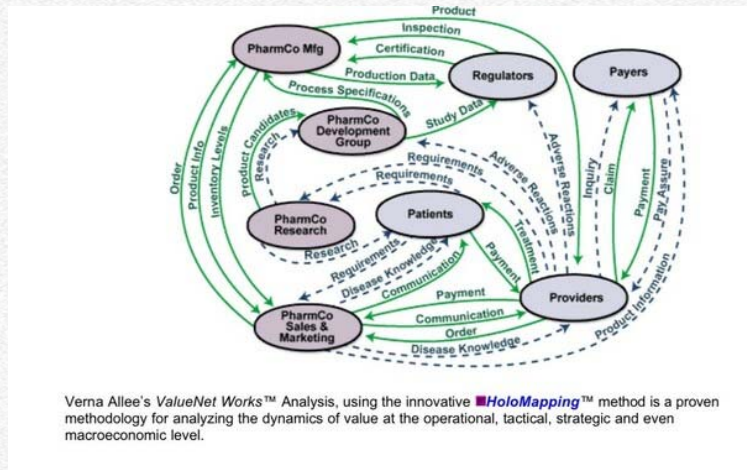 Product
Inspection
Certification
PharmCo Mfg
Production Data
Regulators
Payers
Process Specifications
PharmCo
Development
Group
Study Data
Order
Product Info
Inventory Levels
Product Candidates
Research
Requirements
Requirements
Adverse Reactions
Adverse Reactions
Inquiry
Claim
Payment
Pay Assure
PharmCo
Research
Patients
Research
Requirements
Disease Knowledge
Communication
Payment
Treatment
Providers
Product Information
PharmCo
Sales &
Marketing
Payment
Communication
Order
Disease Knowledge
Verna Allee's ValueNet Works™ Analysis, using the innovative HoloMapping™ method is a proven
methodology for analyzing the dynamics of value at the operational, tactical, strategic and even
macroeconomic level.